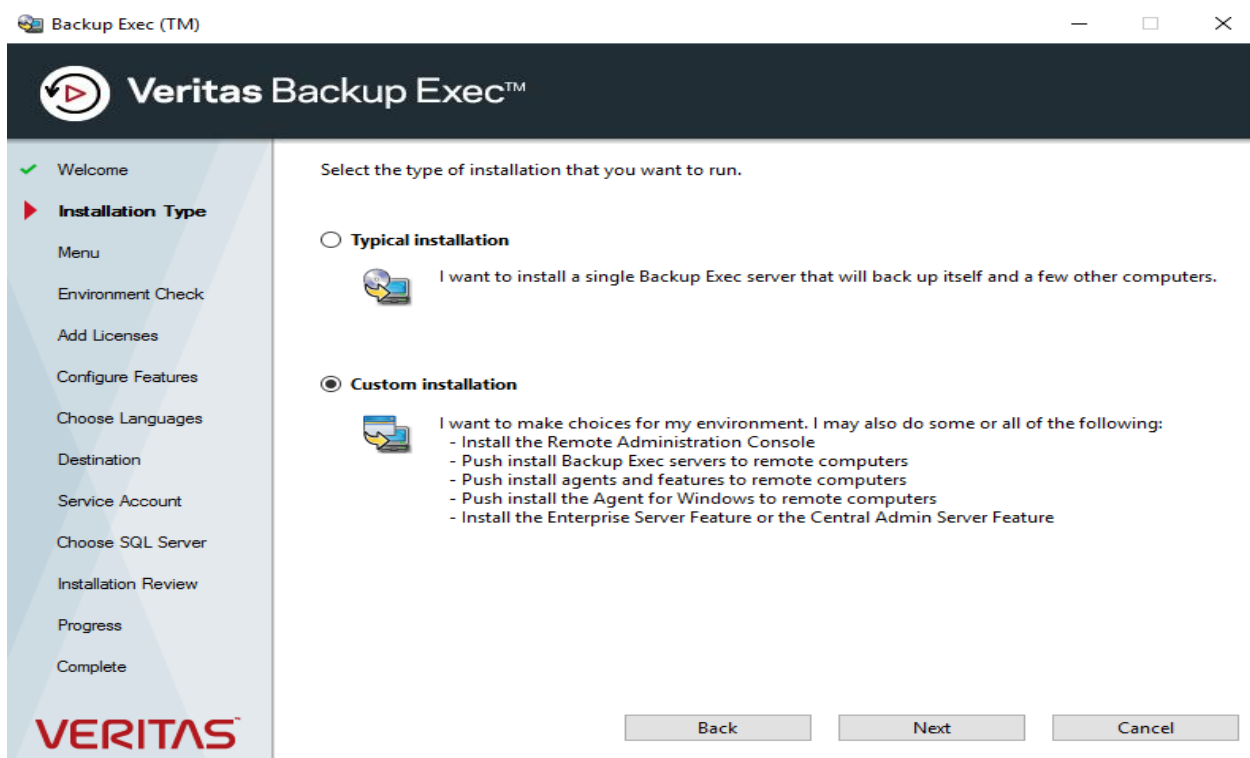 Backup Exec (TM)
Veritas Backup Exec™
Welcome
Installation Type
Menu
Environment Check
Add Licenses
Configure Features
Choose Languages
Destination
Service Account
Choose SQL Server
Installation Review
Progress
Complete
VERITAS™
Select the type of installation that you want to run.
Typical installation
I want to install a single Backup Exec server that will back up itself and a few other computers.
Custom installation
I want to make choices for my environment. I may also do some or all of the following:
- Install the Remote Administration Console
- Push install Backup Exec servers to remote computers
- Push install agents and features to remote computers
- Push install the Agent for Windows to remote computers
- Install the Enterprise Server Feature or the Central Admin Server Feature
Back
Next
Cancel